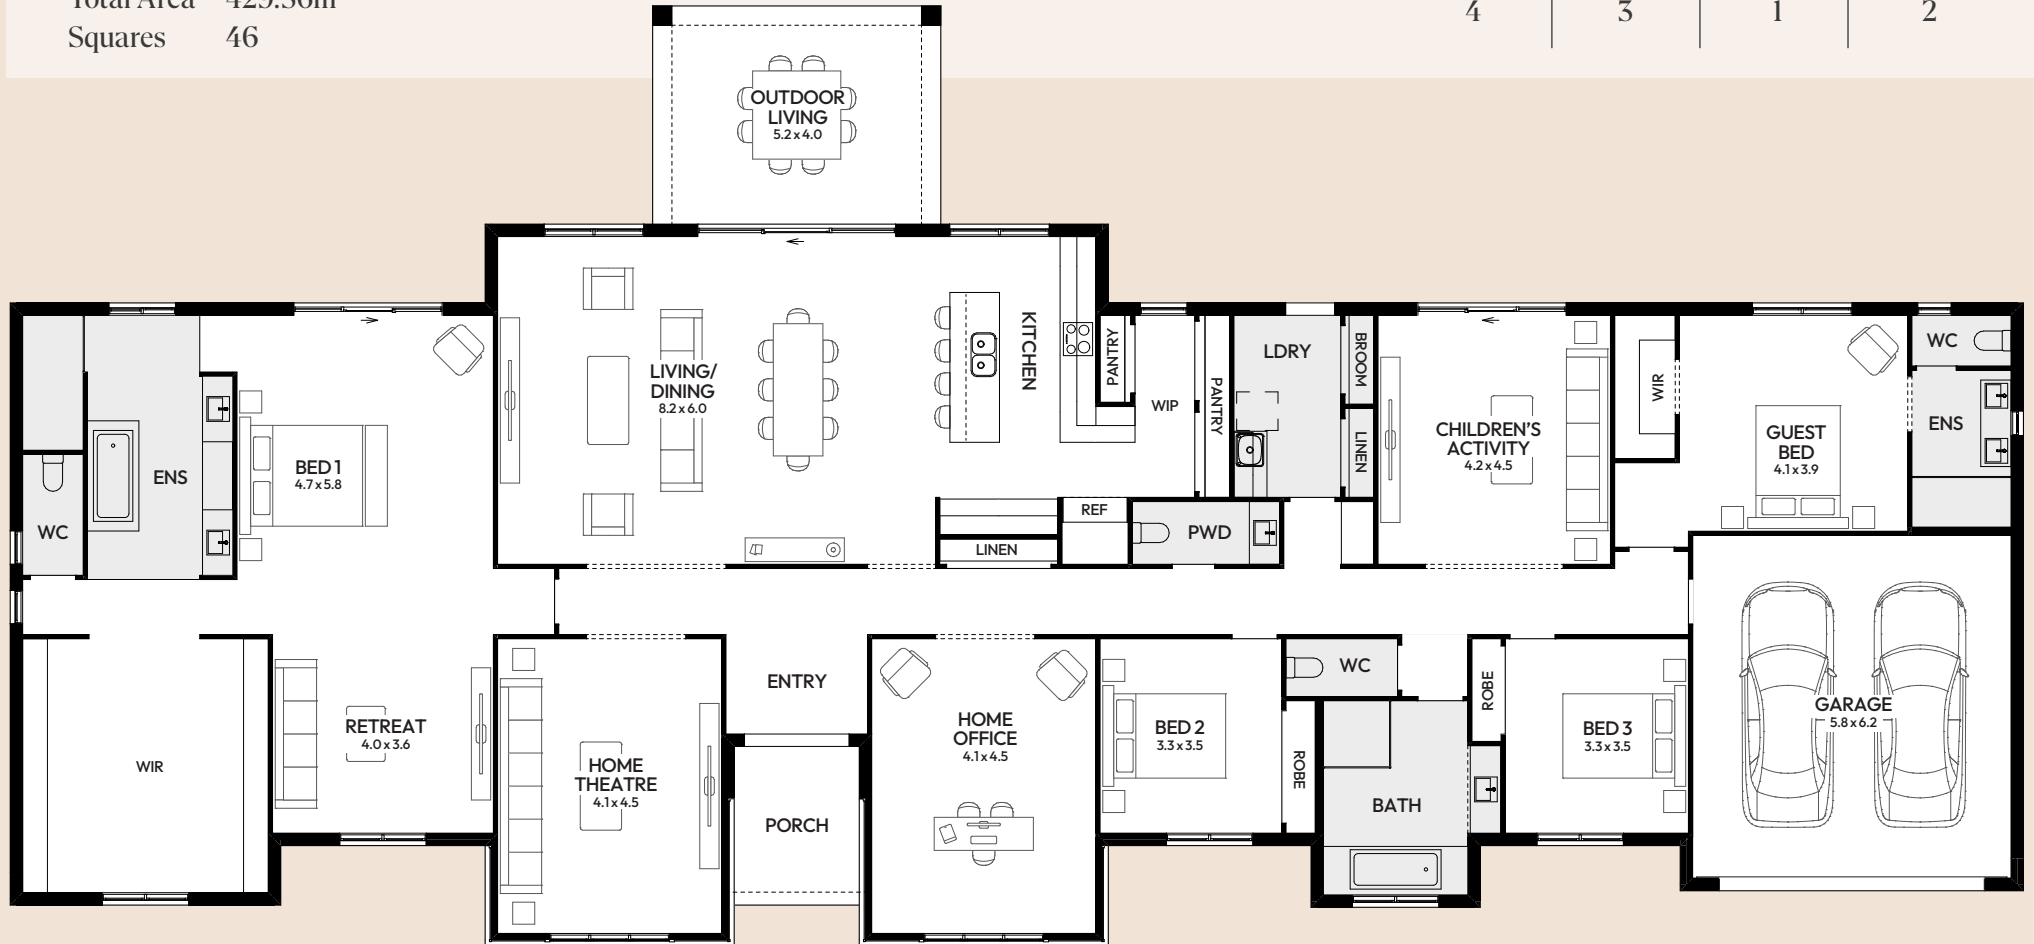 Total Area 429.36m
Squares 46
4 3 1 2
OUTDOOR
LIVING
5.2 x 4.0
KITCHEN
LIVING/
DINING
8.2 x 6.0
PANTRY
WIP
PANTRY
LDRY
BROOM
LINEN
CHILDREN'S
ACTIVITY
4.2 x 4.5
WIR
GUEST
BED
4.1 x 3.9
WC
ENS
BED 1
4.7 x 5.8
ENS
WC
REF
LINEN
PWD
WIR
RETREAT
4.0 x 3.6
HOME
THEATRE
4.1 x 4.5
ENTRY
PORCH
HOME
OFFICE
4.1 x 4.5
BED 2
3.3 x 3.5
ROBE
WC
BATH
ROBE
BED 3
3.3 x 3.5
GARAGE
5.8 x 6.2